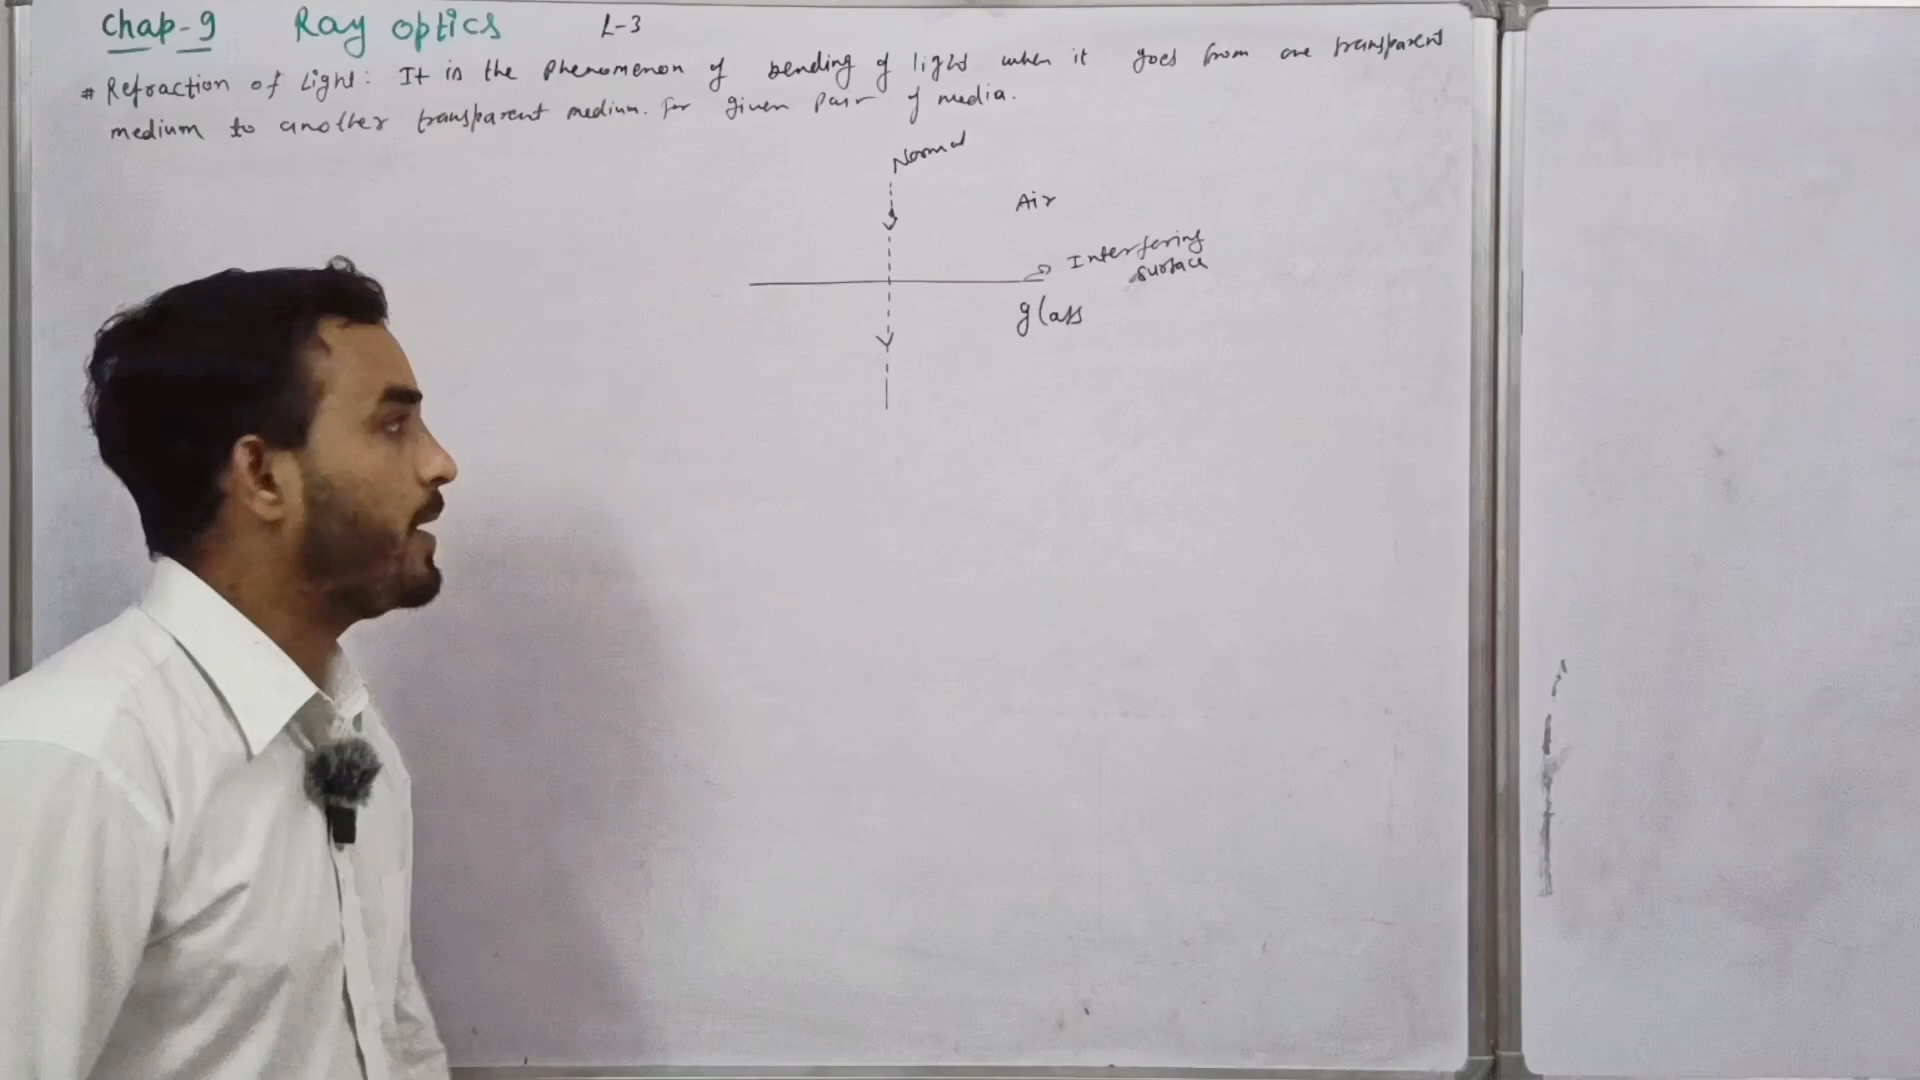 Chap-9 Ray optics L-3
# Refraction of Light: It is the Phenomenon of bending of light when it goes from one transparent
medium to another transparent medium. For given Pair of media.
Normal
Air
Interfering
surface
glass